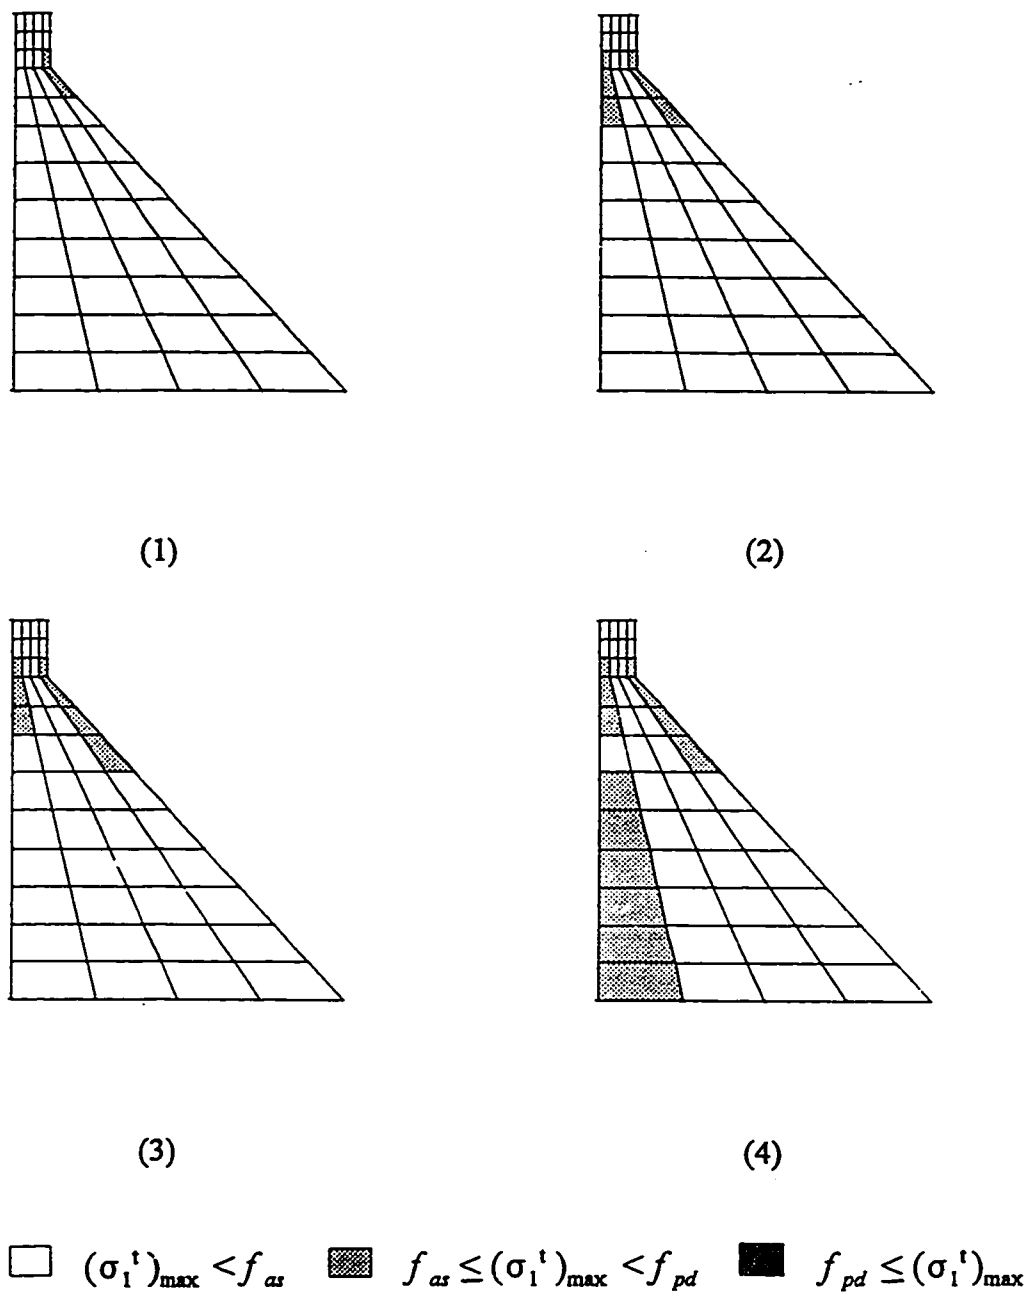 (1)
(2)
(3)
(4)
(σ₁ᵗ)max < fas
fas ≤ (σ₁ᵗ)max < fpd
fpd ≤ (σ₁ᵗ)max